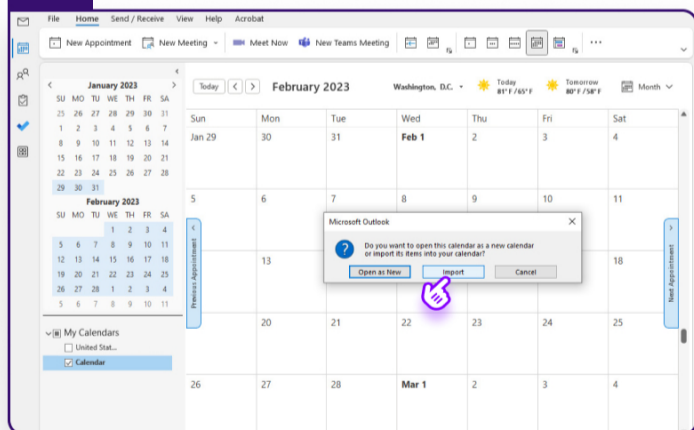 File Home Send / Receive View Help Acrobat
New Appointment New Meeting Meet Now New Teams Meeting ...
January 2023
SU MO TU WE TH FR SA
25 26 27 28 29 30 31
1 2 3 4 5 6 7
8 9 10 11 12 13 14
15 16 17 18 19 20 21
22 23 24 25 26 27 28
29 30 31
February 2023
SU MO TU WE TH FR SA
1 2 3 4
5 6 7 8 9 10 11
12 13 14 15 16 17 18
19 20 21 22 23 24 25
26 27 28 1 2 3 4
5 6 7 8 9 10 11
My Calendars
United Stat...
Calendar
Today February 2023 Washington, D.C. Today Tomorrow Month
81° F / 65° F 80° F / 58° F
Sun Mon Tue Wed Thu Fri Sat
Jan 29 30 31 Feb 1 2 3 4
5 6 7 8 9 10 11
Previous Appointment
Next Appointment
Microsoft Outlook
Do you want to open this calendar as a new calendar
or import its items into your calendar?
Open as New Import Cancel
13 18
20 21 22 23 24 25
26 27 28 Mar 1 2 3 4